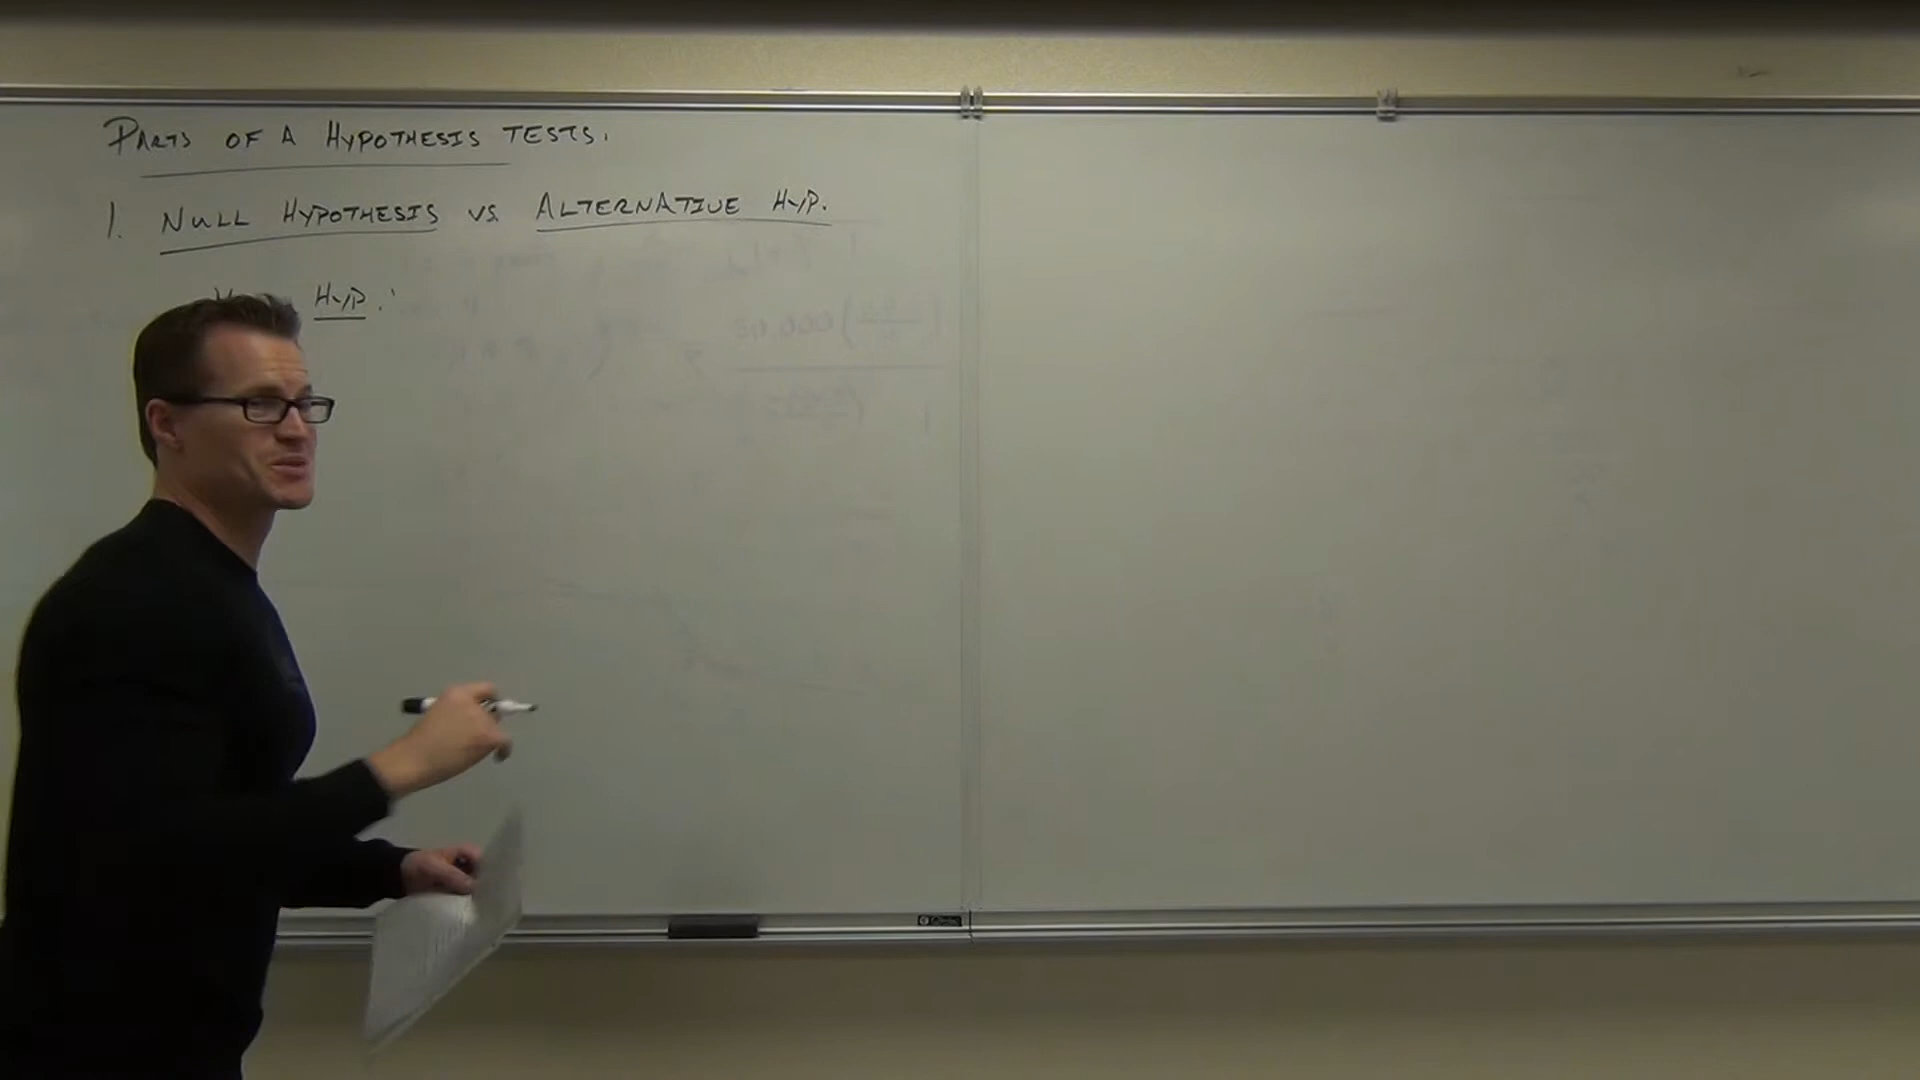 PARTS OF A HYPOTHESIS TESTS.
1. NULL HYPOTHESIS VS. ALTERNATIVE HYP.
HYP.: